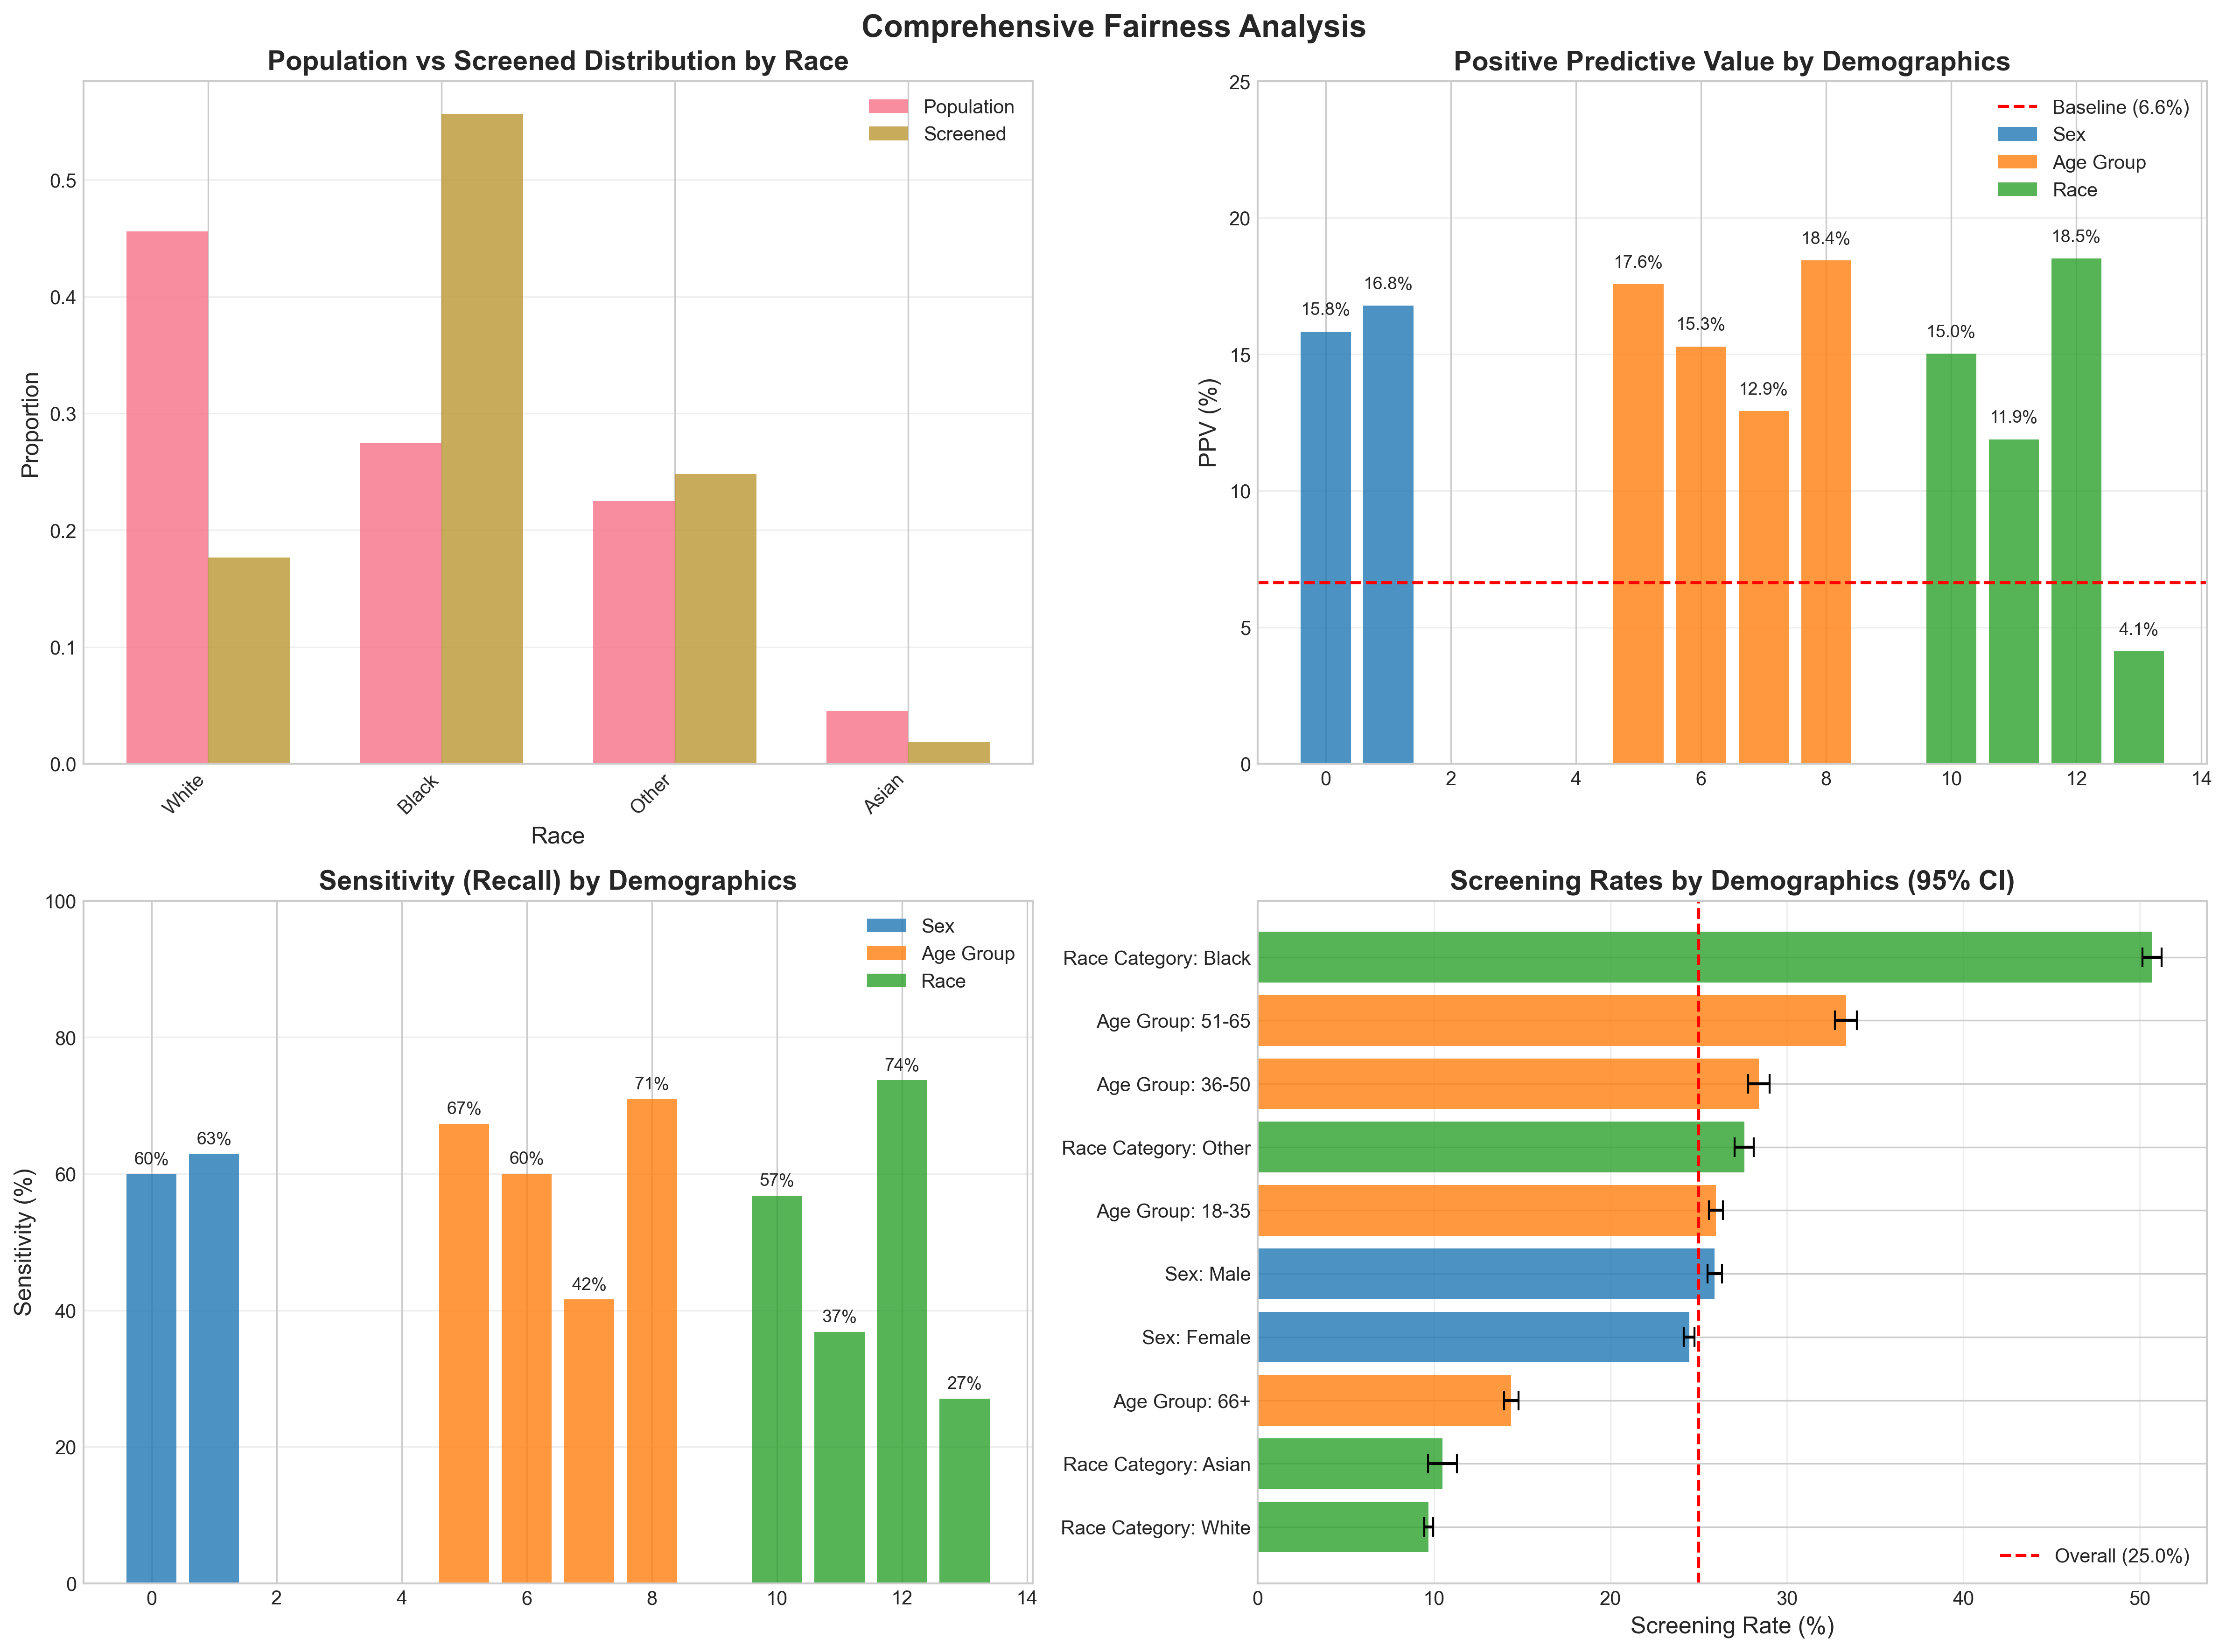 Comprehensive Fairness Analysis
Population vs Screened Distribution by Race
Population
Screened
Proportion
0.5
0.4
0.3
0.2
0.1
0.0
White
Black
Other
Asian
Race
Positive Predictive Value by Demographics
Baseline (6.6%)
Sex
Age Group
Race
PPV (%)
25
20
15
10
5
0
15.8%
16.8%
17.6%
15.3%
12.9%
18.4%
15.0%
11.9%
18.5%
4.1%
0 2 4 6 8 10 12 14
Sensitivity (Recall) by Demographics
Sex
Age Group
Race
Sensitivity (%)
100
80
60
40
20
0
60%
63%
67%
60%
42%
71%
57%
37%
74%
27%
0 2 4 6 8 10 12 14
Screening Rates by Demographics (95% CI)
Race Category: Black
Age Group: 51-65
Age Group: 36-50
Race Category: Other
Age Group: 18-35
Sex: Male
Sex: Female
Age Group: 66+
Race Category: Asian
Race Category: White
Overall (25.0%)
0 10 20 30 40 50
Screening Rate (%)